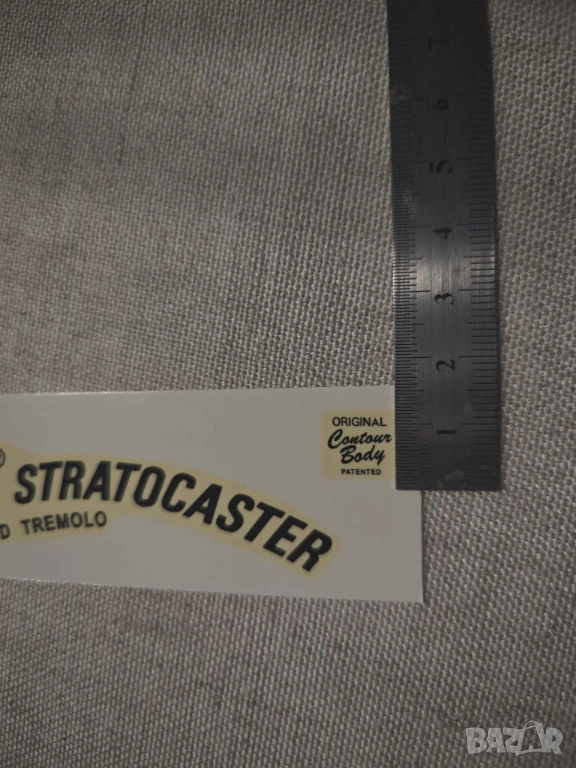 7
6
5
4
3
2
1
ORIGINAL
Contour
Body
PATENTED
® STRATOCASTER
D TREMOLO
BAZAR